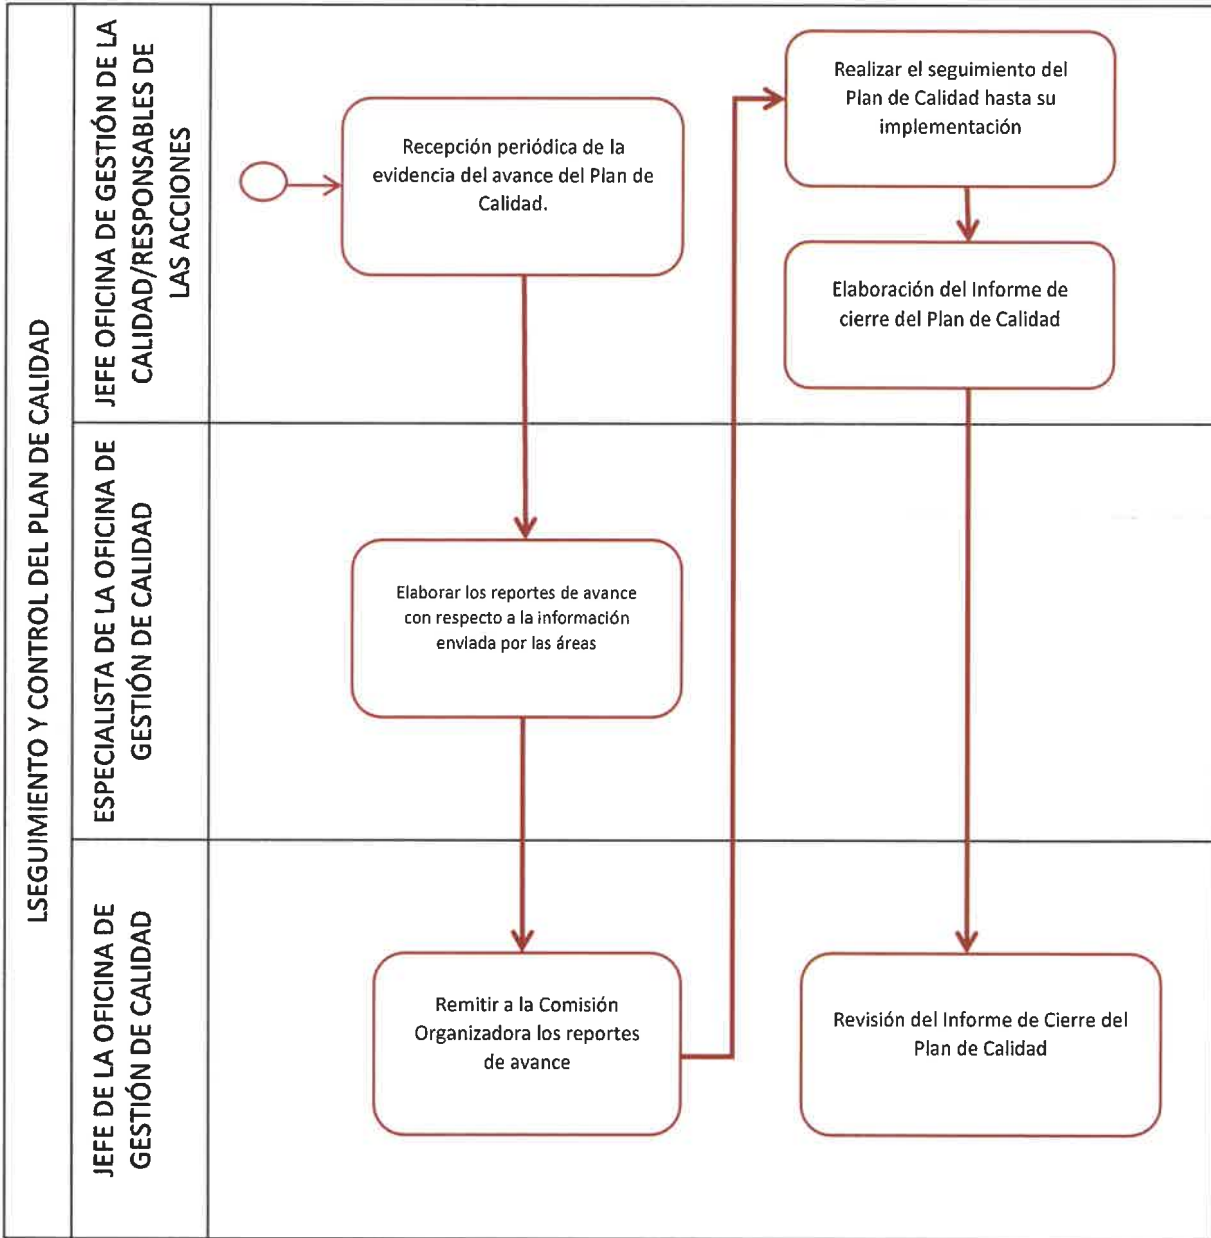 LSEGUIMIENTO Y CONTROL DEL PLAN DE CALIDAD
JEFE OFICINA DE GESTIÓN DE LA
CALIDAD/RESPONSABLES DE
LAS ACCIONES
Recepción periódica de la
evidencia del avance del Plan de
Calidad.
Realizar el seguimiento del
Plan de Calidad hasta su
implementación
Elaboración del Informe de
cierre del Plan de Calidad
ESPECIALISTA DE LA OFICINA DE
GESTIÓN DE CALIDAD
Elaborar los reportes de avance
con respecto a la información
enviada por las áreas
JEFE DE LA OFICINA DE
GESTIÓN DE CALIDAD
Remitir a la Comisión
Organizadora los reportes
de avance
Revisión del Informe de Cierre del
Plan de Calidad